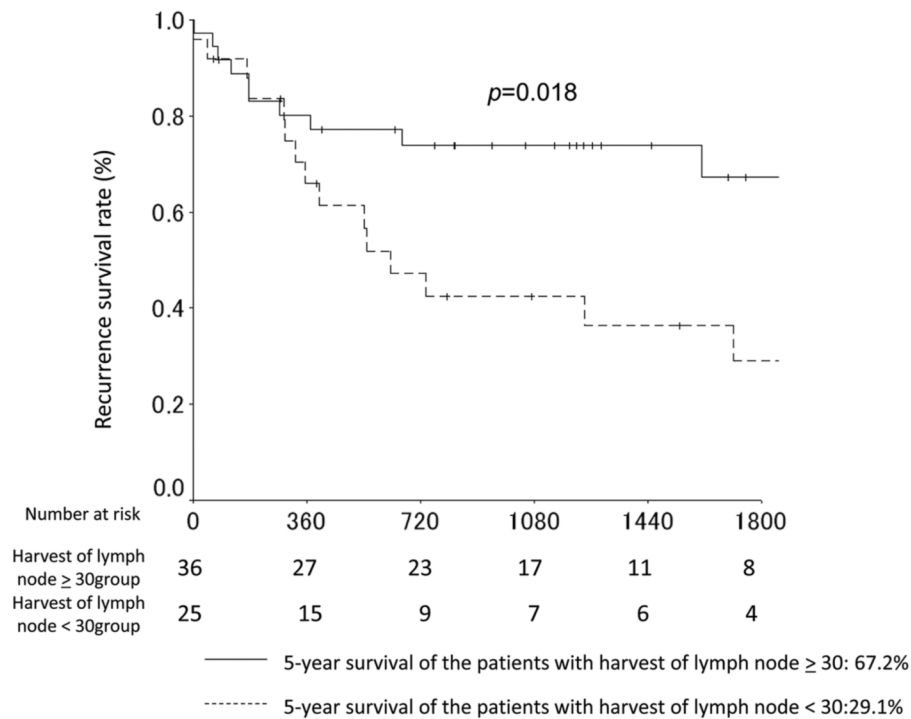 1.0
p=0.018
0.8
0.6
0.4
0.2
0.0
Recurrence survival rate (%)
0 360 720 1080 1440 1800
Number at risk
Harvest of lymph
node ≥ 30group
36 27 23 17 11 8
Harvest of lymph
node < 30group
25 15 9 7 6 4
5-year survival of the patients with harvest of lymph node ≥ 30: 67.2%
5-year survival of the patients with harvest of lymph node < 30:29.1%